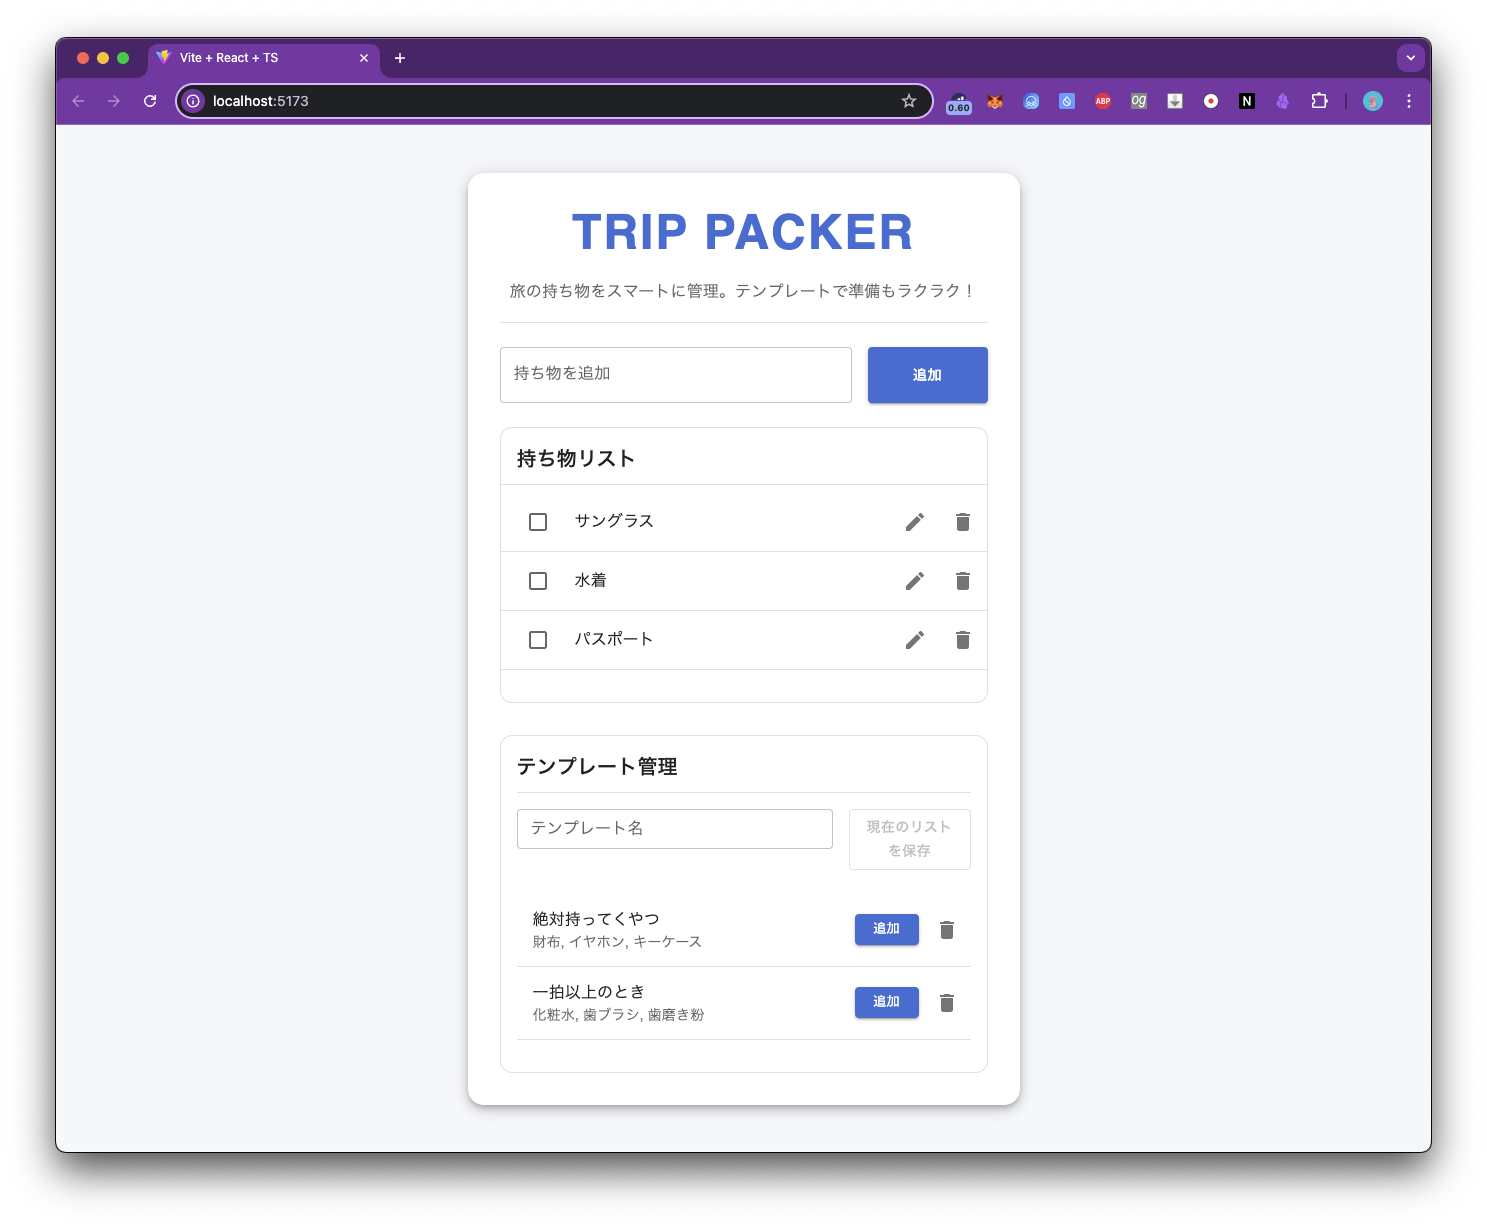 Vite + React + TS
localhost:5173
0.60
ABP
og
N
TRIP PACKER
旅の持ち物をスマートに管理。テンプレートで準備もラクラク！
持ち物を追加
追加
持ち物リスト
サングラス
水着
パスポート
テンプレート管理
テンプレート名
現在のリスト
を保存
絶対持ってくやつ
財布, イヤホン, キーケース
追加
一拍以上のとき
化粧水, 歯ブラシ, 歯磨き粉
追加